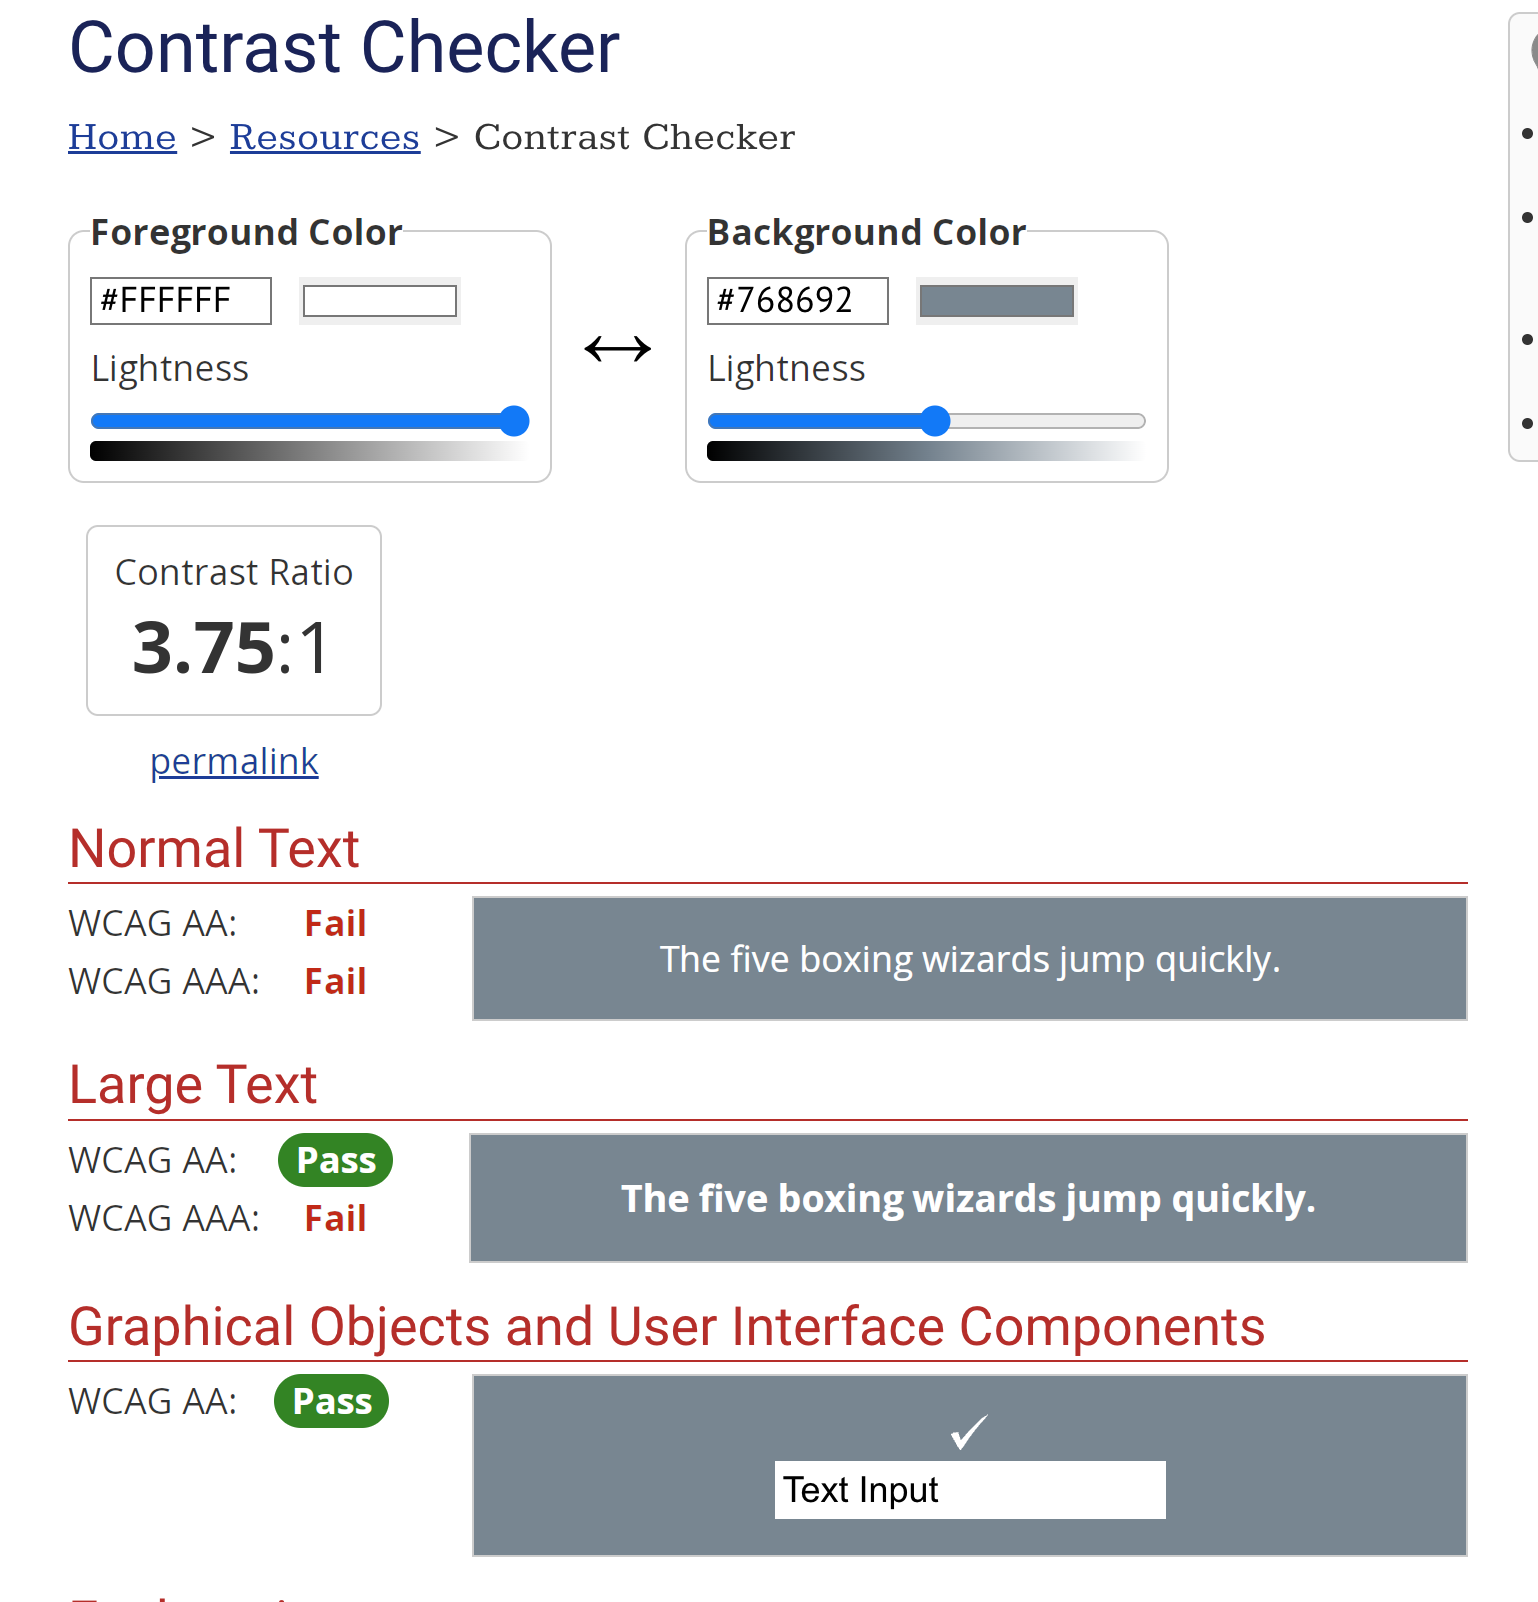 Contrast Checker
Home > Resources > Contrast Checker
Foreground Color
#FFFFFF
Lightness
Background Color
#768692
Lightness
Contrast Ratio
3.75:1
permalink
Normal Text
WCAG AA: Fail
WCAG AAA: Fail
The five boxing wizards jump quickly.
Large Text
WCAG AA: Pass
WCAG AAA: Fail
The five boxing wizards jump quickly.
Graphical Objects and User Interface Components
WCAG AA: Pass
Text Input